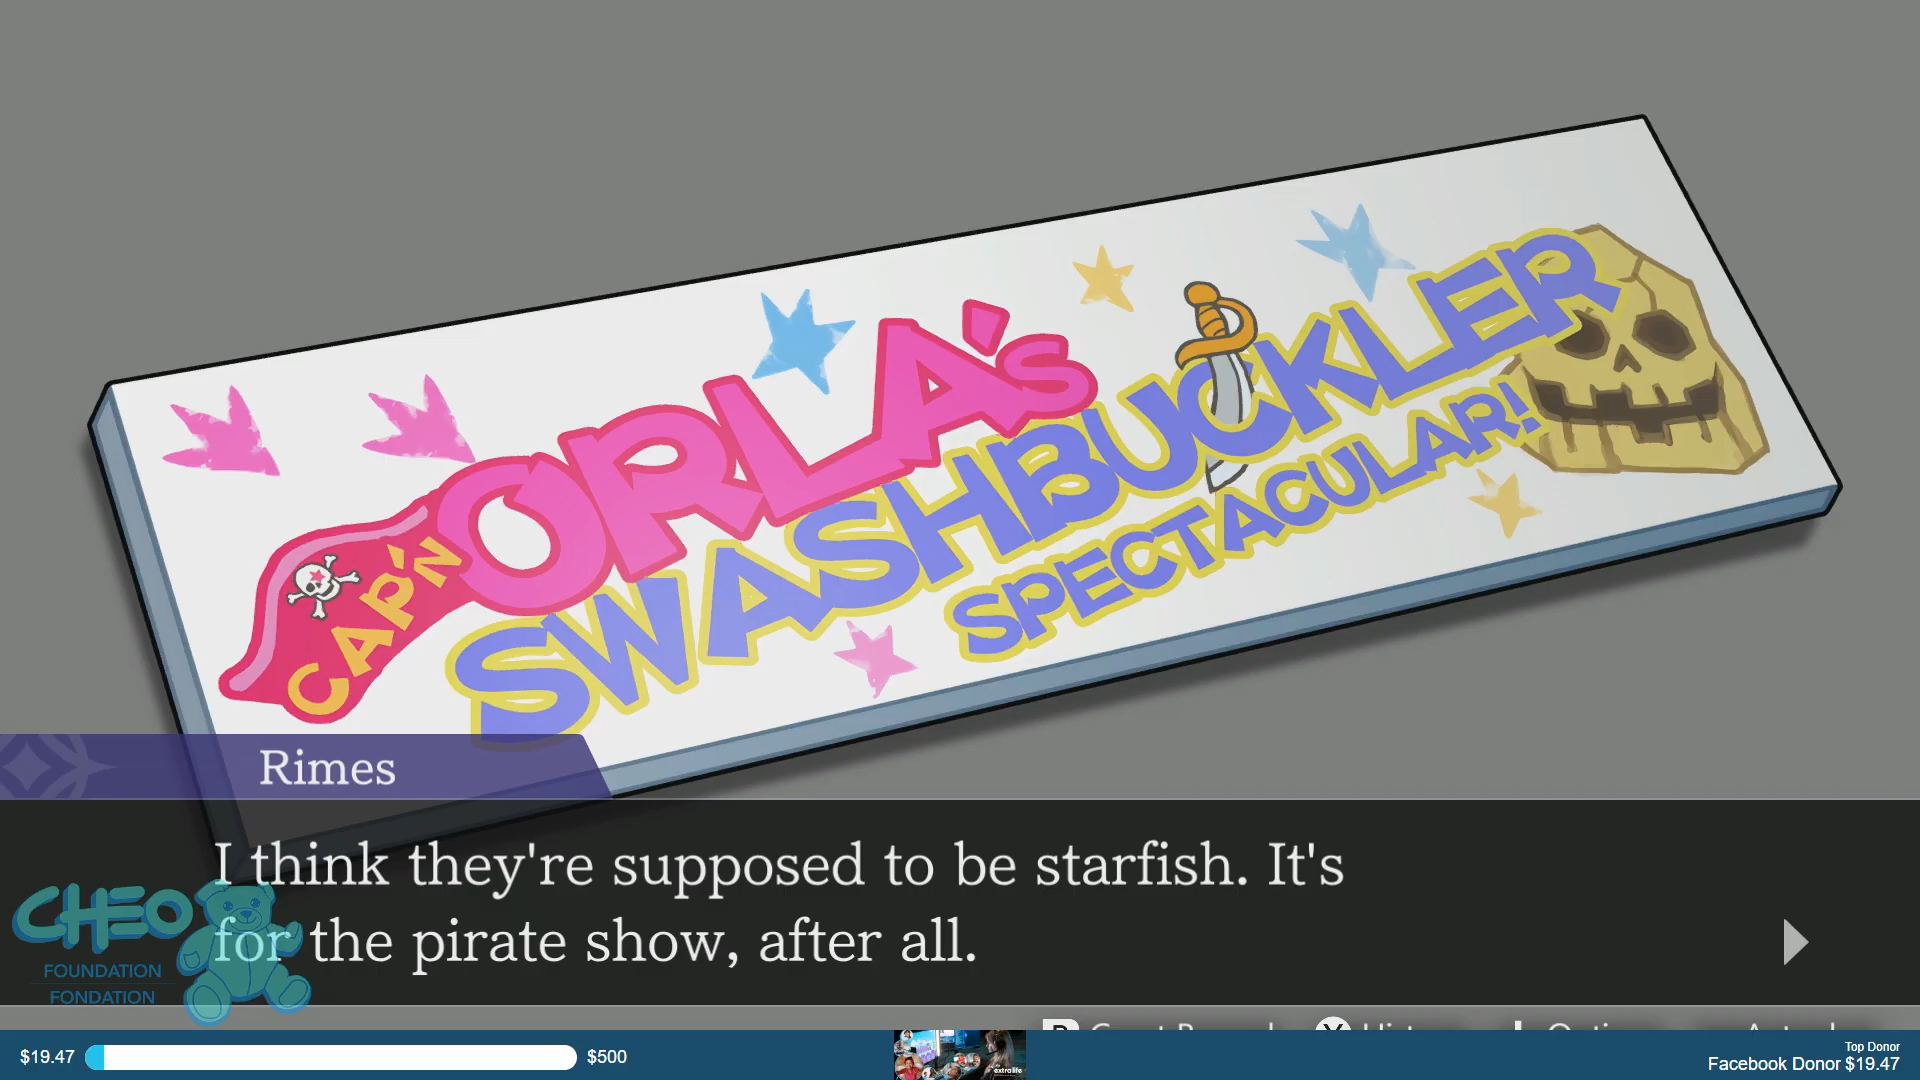 CAP'N
ORLA's
SWASHBUCKLER
SPECTACULAR!
Rimes
I think they're supposed to be starfish. It's
for the pirate show, after all.
CHEO
FOUNDATION
FONDATION
$19.47
$500
extralife
Top Donor
Facebook Donor $19.47